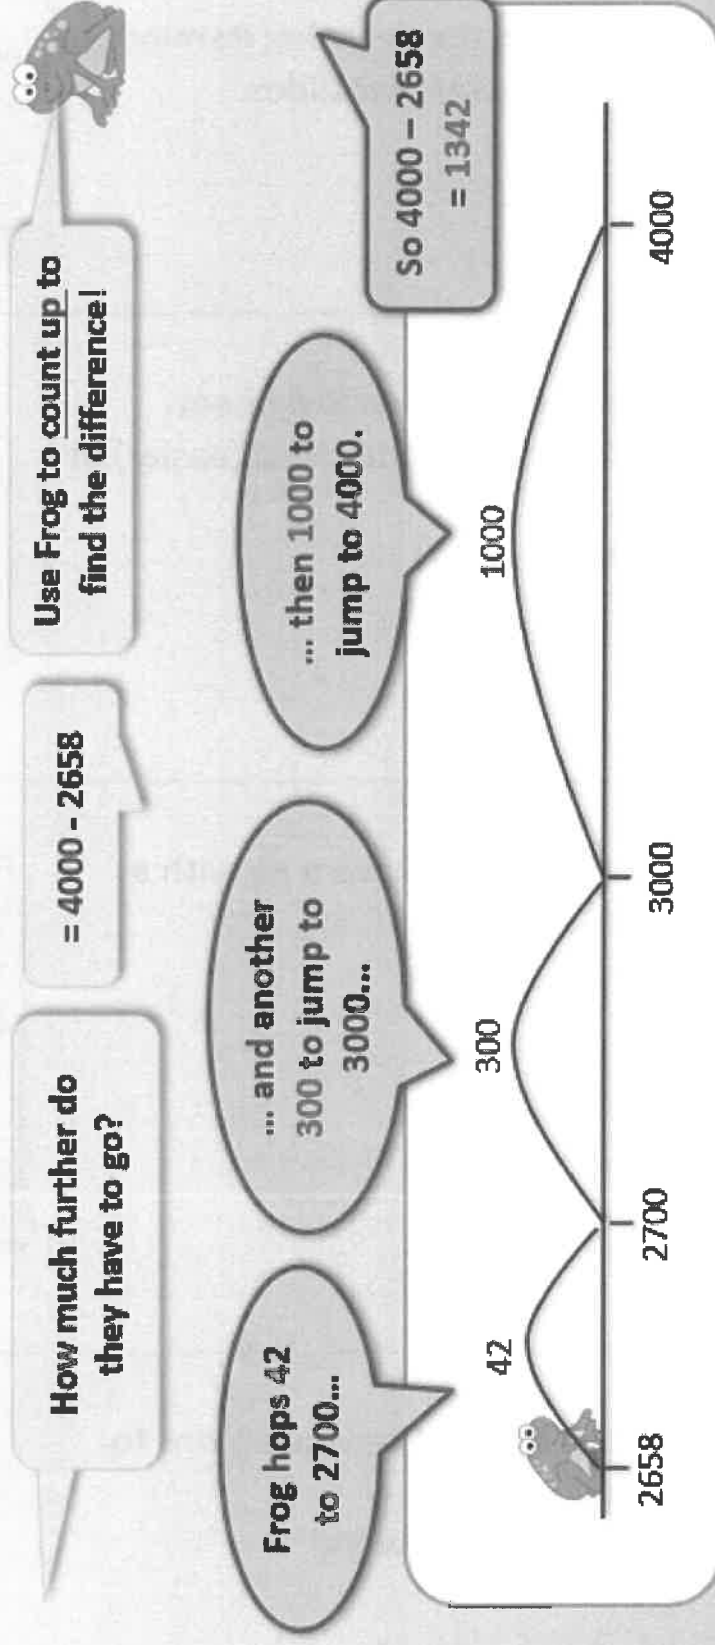 How much further do
they have to go?
= 4000 - 2658
Use Frog to count up to
find the difference!
Frog hops 42
to 2700...
... and another
300 to jump to
3000...
... then 1000 to
jump to 4000.
So 4000 – 2658
= 1342
42
300
1000
2658
2700
3000
4000